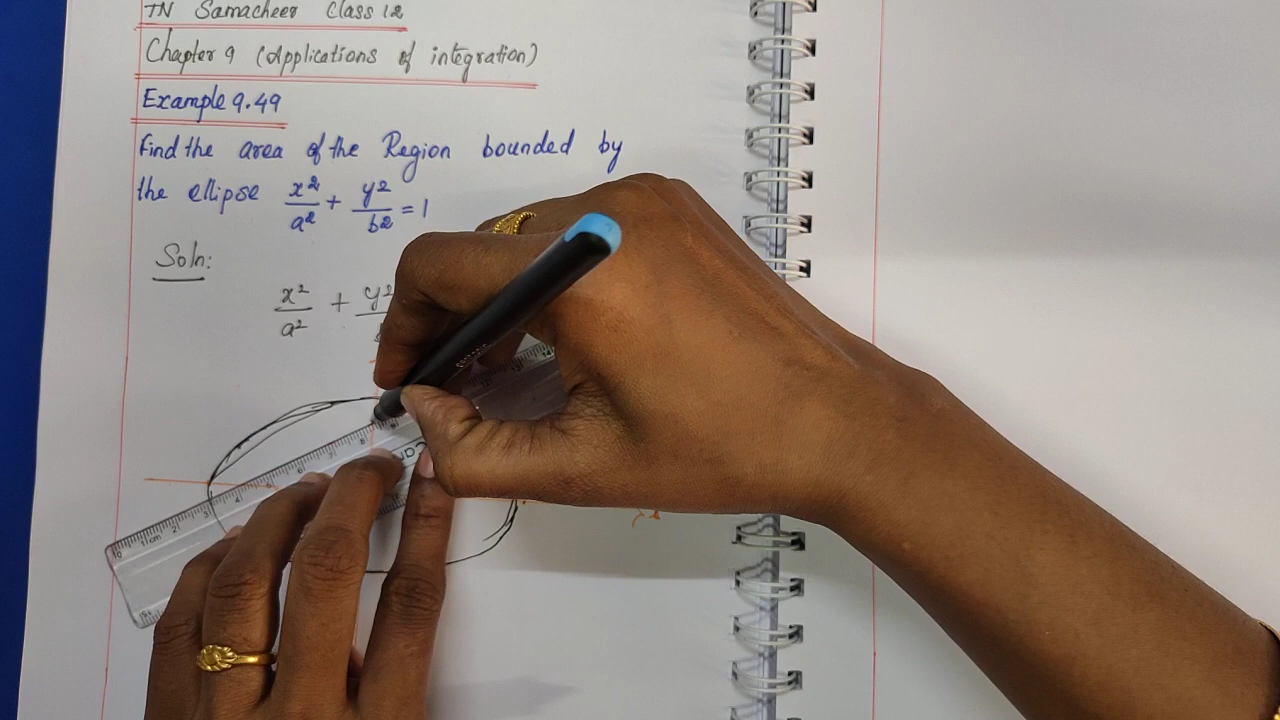 TN Samacheer Class 12
Chapter 9 (Applications of integration)
Example 9.49
Find the area of the Region bounded by
the ellipse x²/a² + y²/b² = 1
Soln:
x²/a² + y²